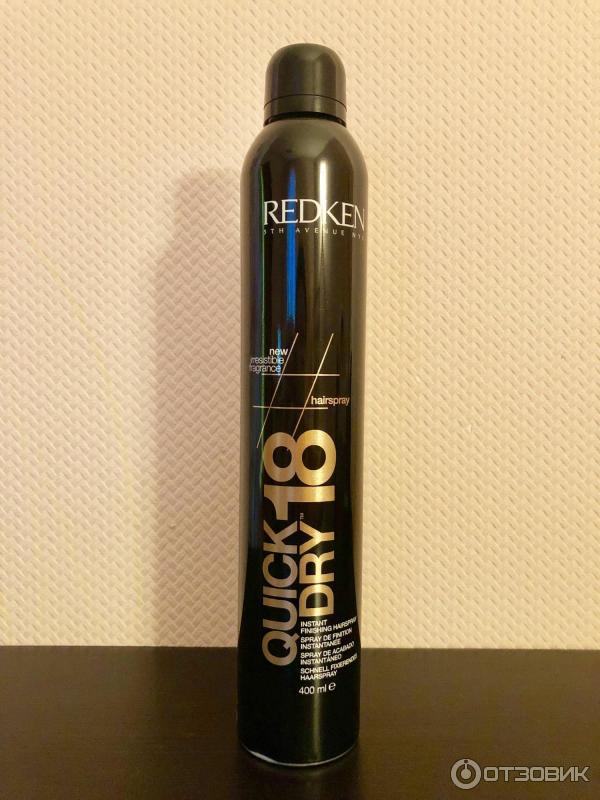 REDKEN
5TH AVENUE NYC
new
irresistible
fragrance
hairspray
QUICK
DRY™
18
INSTANT
FINISHING HAIRSPRAY
SPRAY DE FINITION
INSTANTANÉE
SPRAY DE ACABADO
INSTANTÁNEO
SCHNELL FIXIERENDES
HAARSPRAY
400 ml ℮
ОТЗОВИК